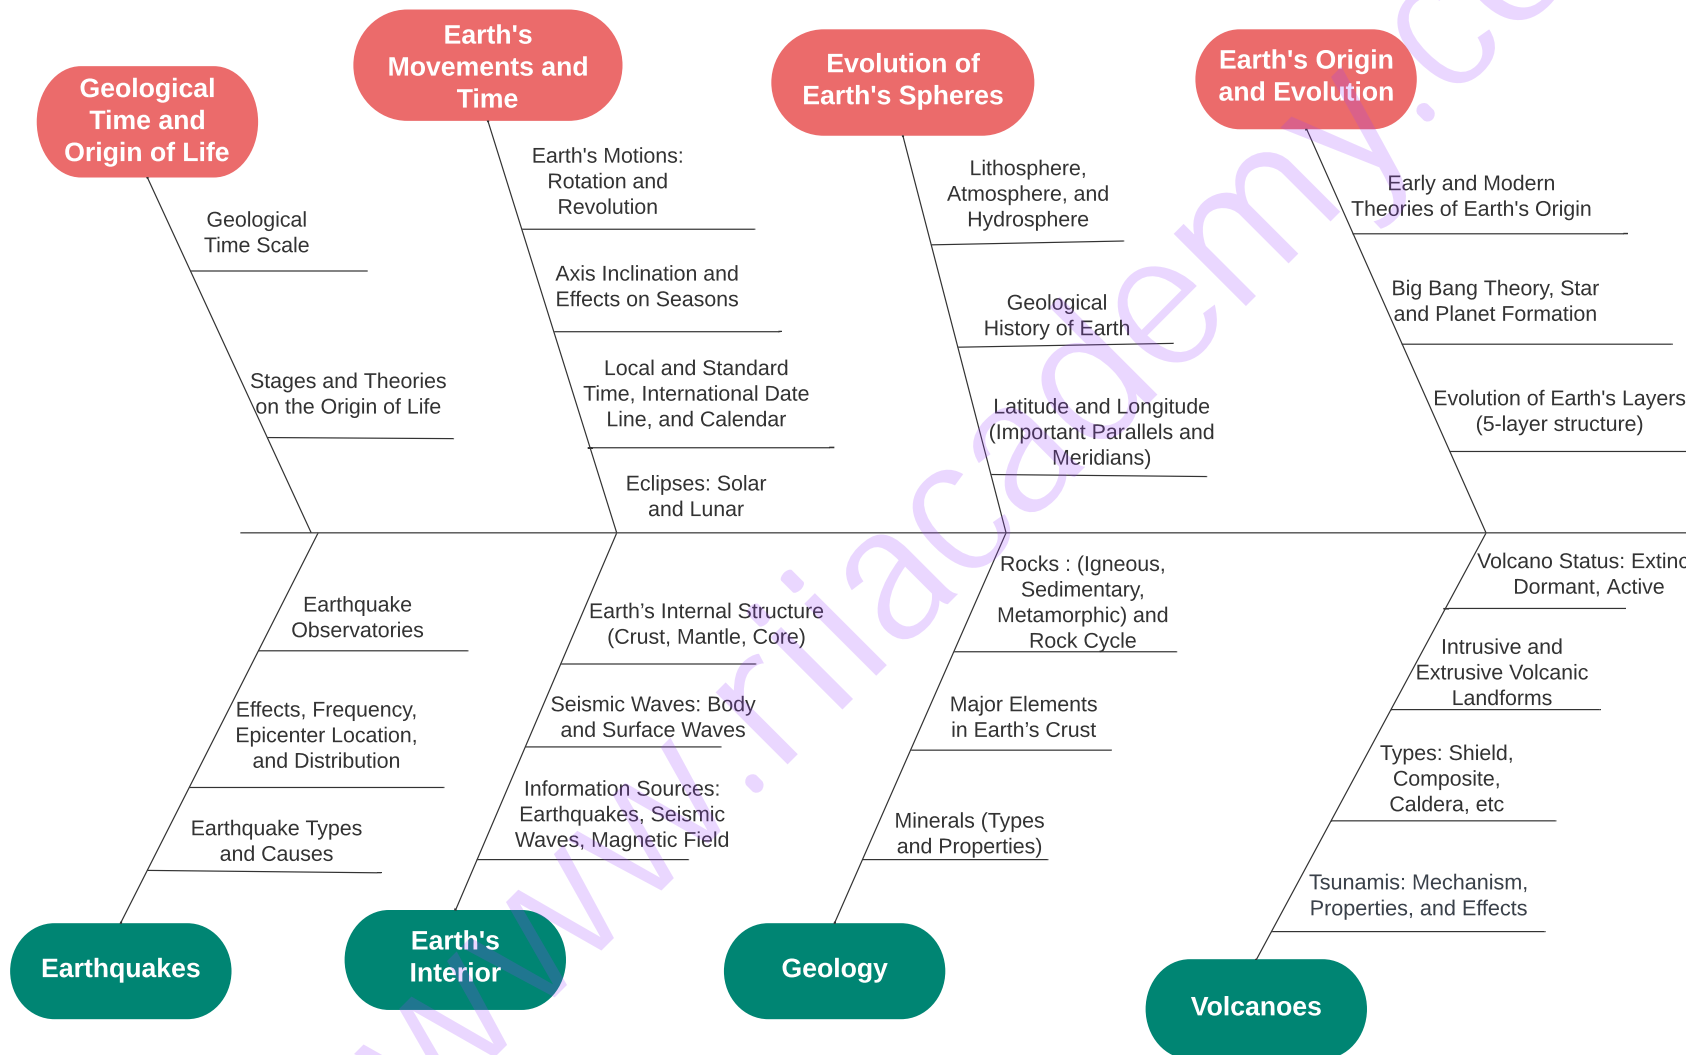 Geological
Time and
Origin of Life
Geological
Time Scale
Stages and Theories
on the Origin of Life
Earth's
Movements and
Time
Earth's Motions:
Rotation and
Revolution
Axis Inclination and
Effects on Seasons
Local and Standard
Time, International Date
Line, and Calendar
Eclipses: Solar
and Lunar
Evolution of
Earth's Spheres
Lithosphere,
Atmosphere, and
Hydrosphere
Geological
History of Earth
Latitude and Longitude
(Important Parallels and
Meridians)
Earth's Origin
and Evolution
Early and Modern
Theories of Earth's Origin
Big Bang Theory, Star
and Planet Formation
Evolution of Earth's Layers
(5-layer structure)
Earthquake
Observatories
Effects, Frequency,
Epicenter Location,
and Distribution
Earthquake Types
and Causes
Earthquakes
Earth’s Internal Structure
(Crust, Mantle, Core)
Seismic Waves: Body
and Surface Waves
Information Sources:
Earthquakes, Seismic
Waves, Magnetic Field
Earth's
Interior
Rocks : (Igneous,
Sedimentary,
Metamorphic) and
Rock Cycle
Major Elements
in Earth’s Crust
Minerals (Types
and Properties)
Geology
Volcano Status:
Dormant, Active
Intrusive and
Extrusive Volcanic
Landforms
Types: Shield,
Composite,
Caldera, etc
Tsunamis: Mechanism,
Properties, and Effects
Volcanoes